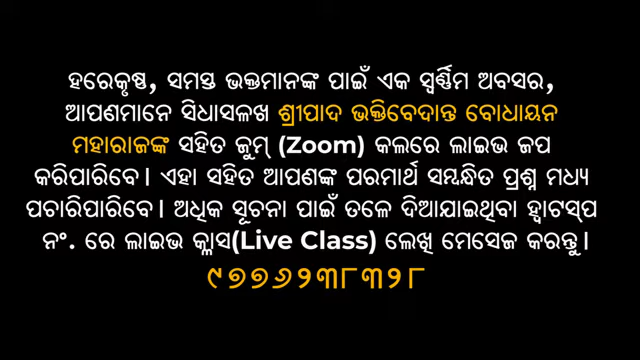 ହରେକୃଷ୍ଣ, ସମସ୍ତ ଭକ୍ତମାନଙ୍କ ପାଇଁ ଏକ ସ୍ୱର୍ଣ୍ଣିମ ଅବସର,
ଆପଣମାନେ ସିଧାସଳଖ ଶ୍ରୀପାଦ ଭକ୍ତିବେଦାନ୍ତ ବୋଧାୟନ
ମହାରାଜଙ୍କ ସହିତ ଜୁମ୍ (Zoom) କଲରେ ଲାଇଭ ଜପ
କରିପାରିବେ। ଏହା ସହିତ ଆପଣଙ୍କ ପରମାର୍ଥ ସମ୍ବନ୍ଧିତ ପ୍ରଶ୍ନ ମଧ୍ୟ
ପଚାରିପାରିବେ। ଅଧିକ ସୂଚନା ପାଇଁ ତଳେ ଦିଆଯାଇଥିବା ହ୍ୱାଟସ୍‌ପ
ନଂ. ରେ ଲାଇଭ କ୍ଳାସ(Live Class) ଲେଖି ମେସେଜ କରନ୍ତୁ।
୯୭୭୬୨୩୮୩୨୮